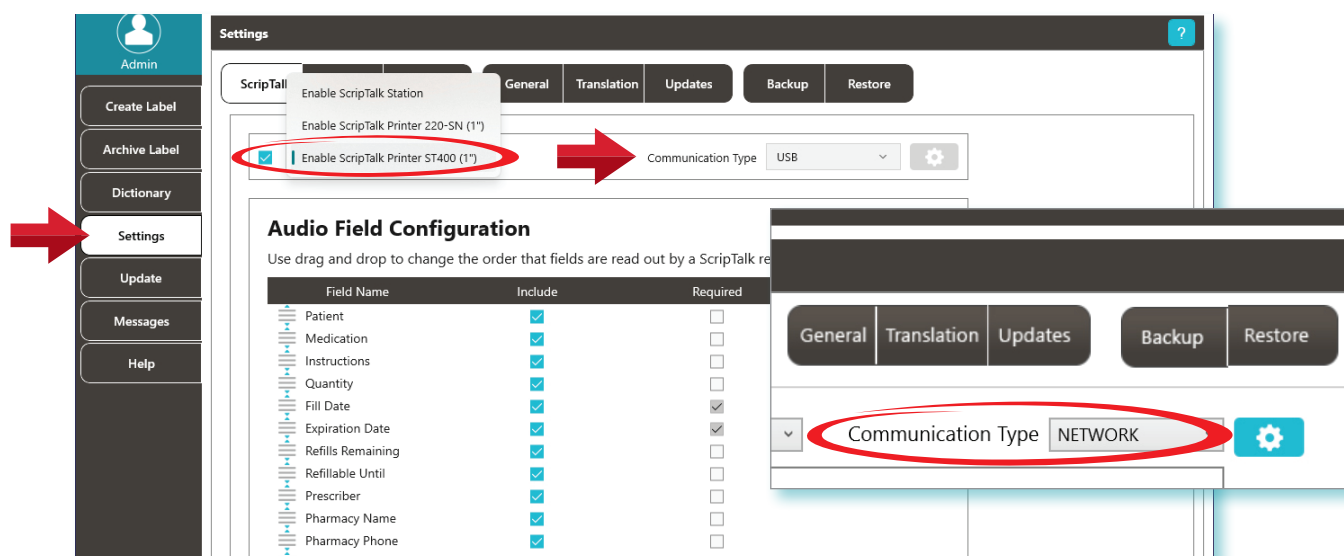 Settings
?
Admin
ScripTalk
General
Translation
Updates
Backup
Restore
Enable ScripTalk Station
Enable ScripTalk Printer 220-SN (1")
Enable ScripTalk Printer ST400 (1")
Communication Type
USB
Create Label
Archive Label
Dictionary
Settings
Update
Messages
Help
Audio Field Configuration
Use drag and drop to change the order that fields are read out by a ScripTalk re
Field Name Include Required
Patient
Medication
Instructions
Quantity
Fill Date
Expiration Date
Refills Remaining
Refillable Until
Prescriber
Pharmacy Name
Pharmacy Phone
General
Translation
Updates
Backup
Restore
Communication Type
NETWORK